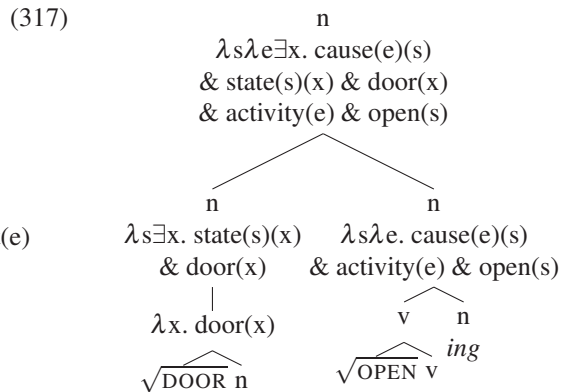 (317)
n
λsλe∃x. cause(e)(s)
& state(s)(x) & door(x)
& activity(e) & open(s)
n n
(e) λs∃x. state(s)(x) λsλe. cause(e)(s)
& door(x) & activity(e) & open(s)
λx. door(x) v n
√DOOR n √OPEN v ing